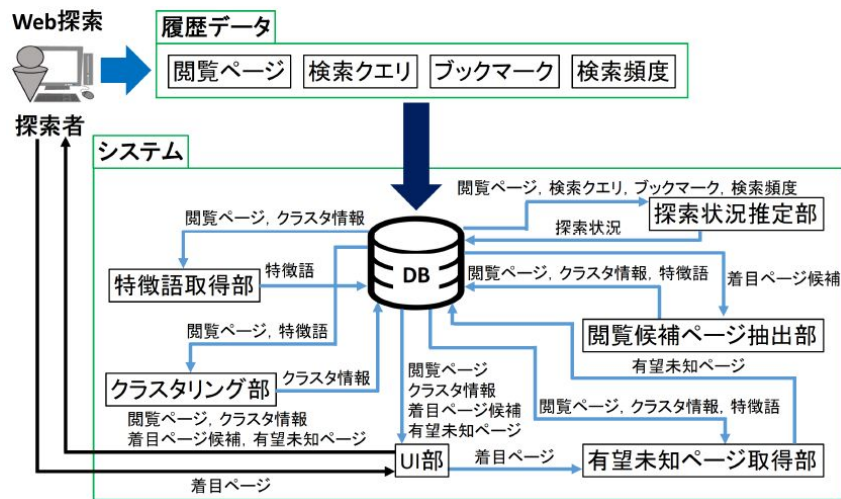 Web探索
探索者
履歴データ
閲覧ページ
検索クエリ
ブックマーク
検索頻度
システム
閲覧ページ, 検索クエリ, ブックマーク, 検索頻度
探索状況推定部
探索状況
閲覧ページ, クラスタ情報
特徴語
特徴語取得部
DB
閲覧ページ, クラスタ情報, 特徴語
着目ページ候補
閲覧候補ページ抽出部
閲覧ページ, 特徴語
クラスタリング部
クラスタ情報
閲覧ページ
クラスタ情報
着目ページ候補
有望未知ページ
有望未知ページ
閲覧ページ, クラスタ情報, 特徴語
閲覧ページ, クラスタ情報
着目ページ候補, 有望未知ページ
UI部
着目ページ
有望未知ページ取得部
着目ページ